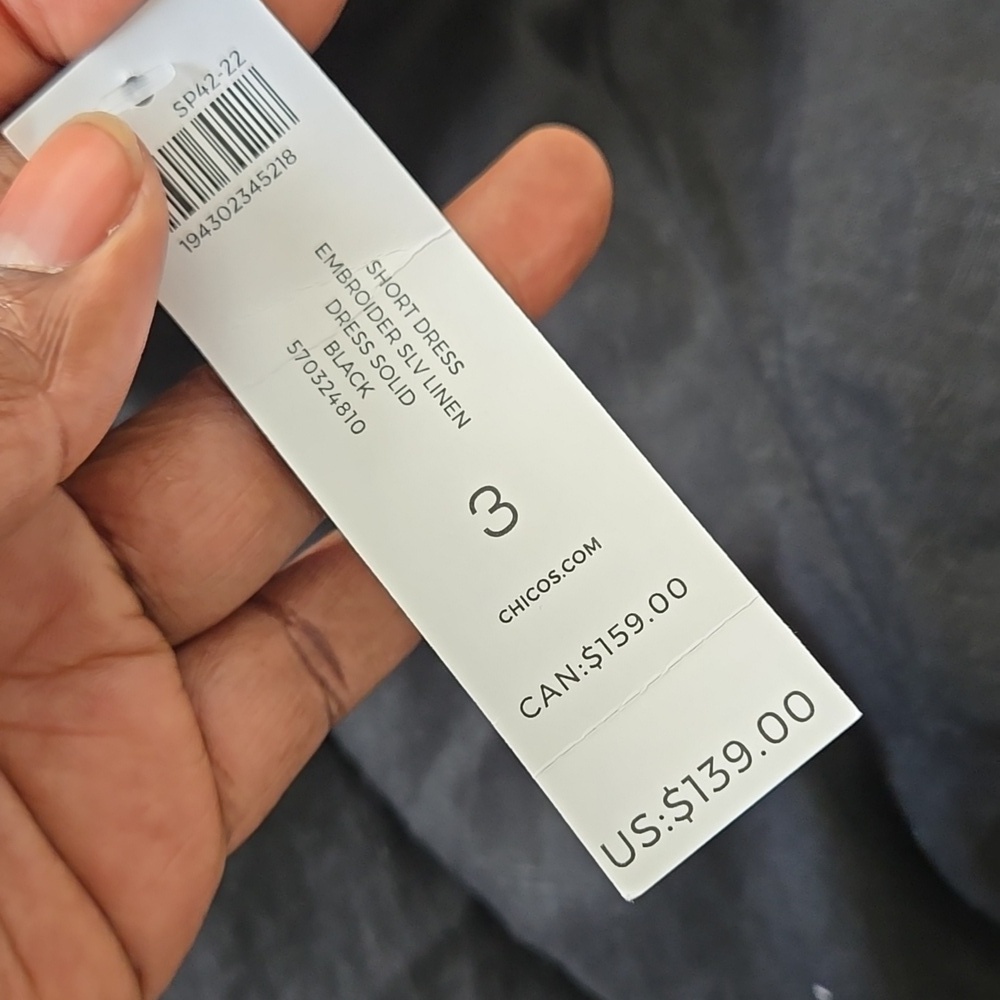 SP42-22
194302345218
SHORT DRESS
EMBROIDER SLV LINEN
DRESS SOLID
BLACK
570324810
3
CHICOS.COM
CAN:$159.00
US:$139.00